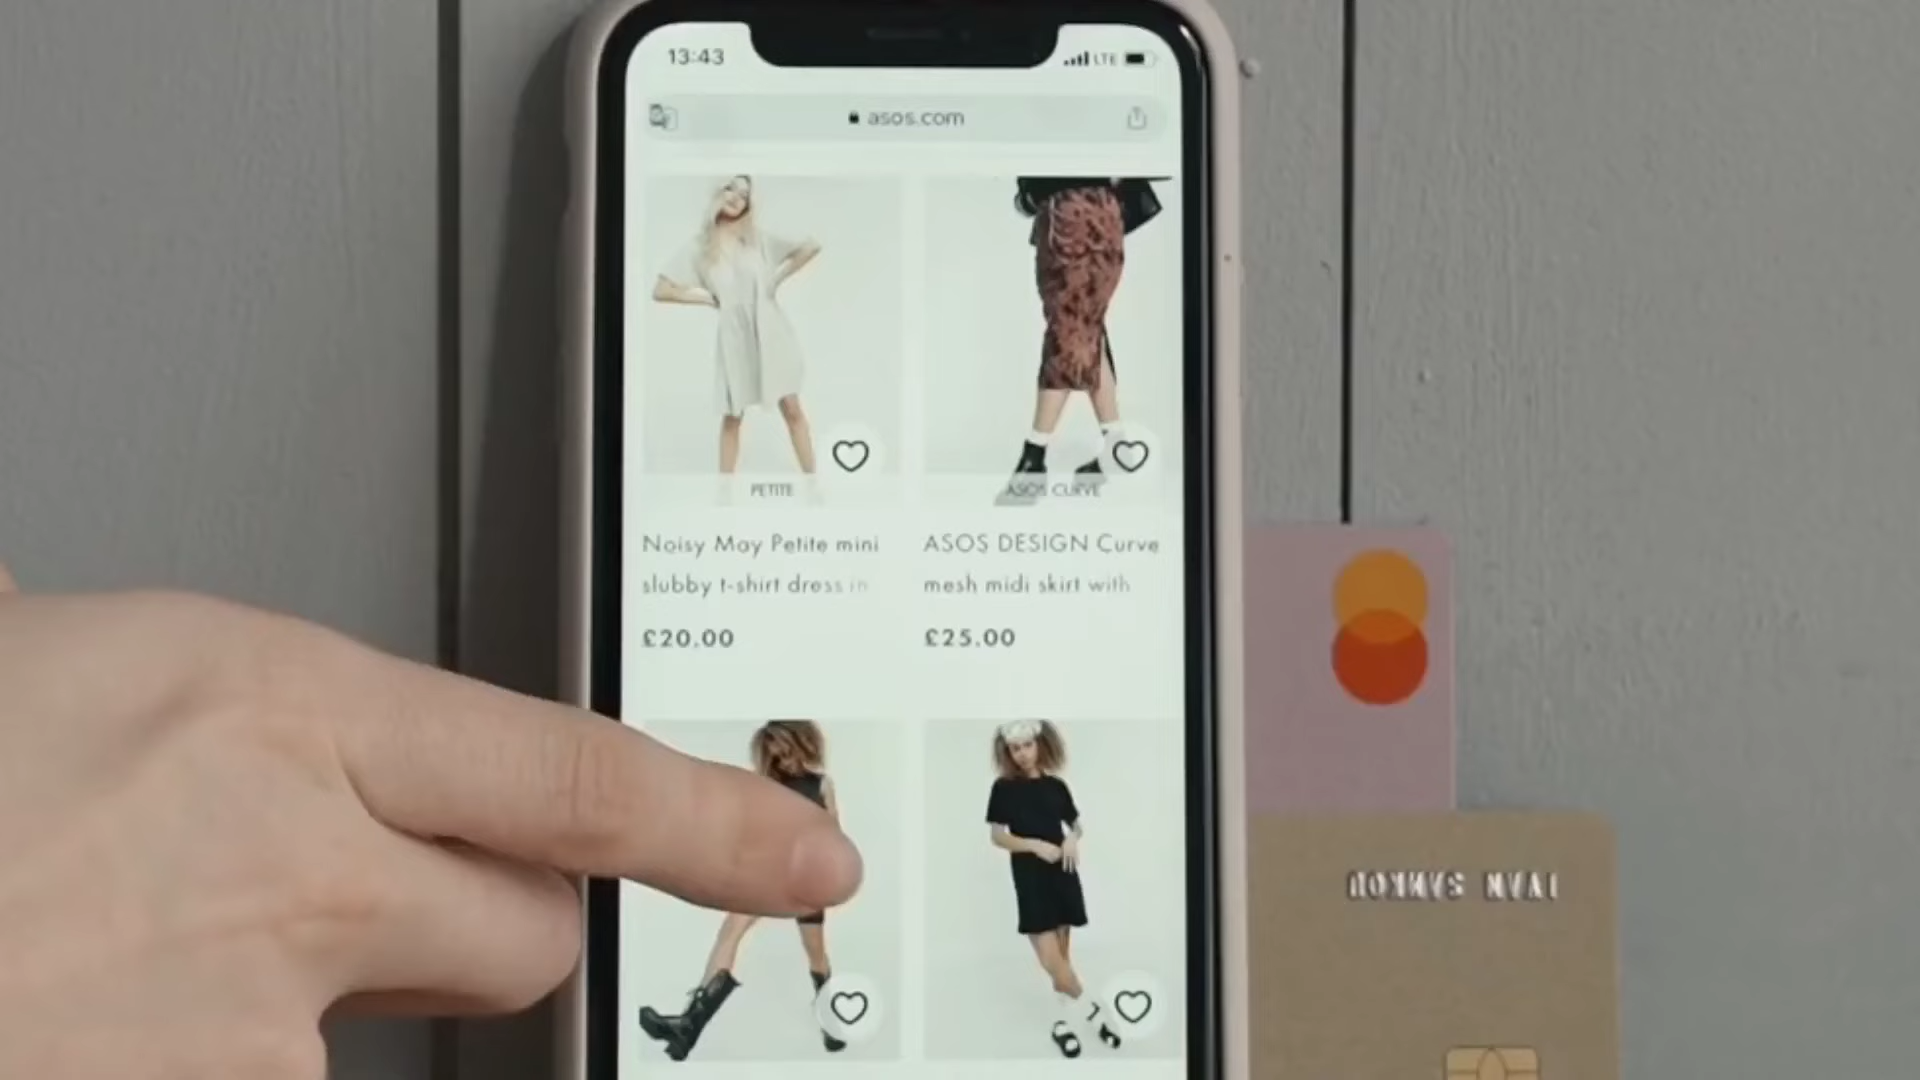 13:43
LTE
asos.com
PETITE
ASOS CURVE
Noisy May Petite mini
slubby t-shirt dress in
£20.00
ASOS DESIGN Curve
mesh midi skirt with
£25.00
IVAN SAMKOU